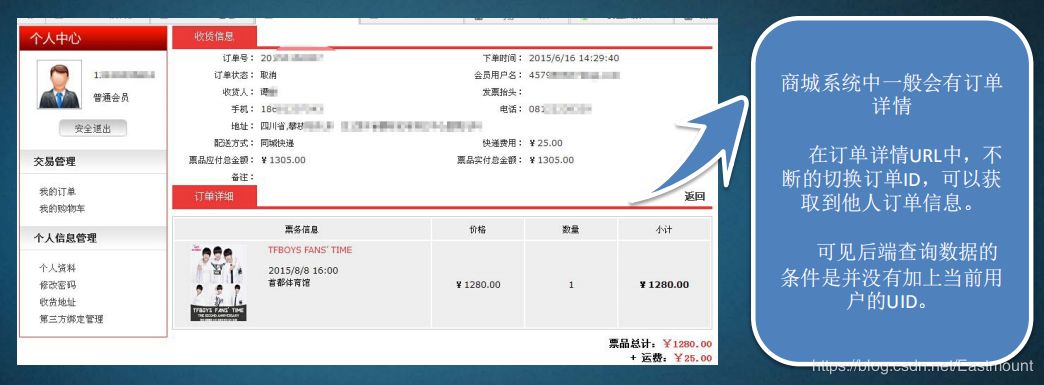 个人中心
普通会员
安全退出
交易管理
我的订单
我的购物车
个人信息管理
个人资料
修改密码
收货地址
第三方绑定管理
收货信息
订单号： 下单时间： 2015/6/16 14:29:40
订单状态： 取消 会员用户名： 4579
收货人： 谭 发票抬头：
手机： 18 电话： 081
地址： 四川省,攀枝
配送方式： 同城快递 快递费用： ¥ 25.00
票品应付总金额： ¥ 1305.00 票品实付总金额： ¥ 1305.00
备注：
订单详细 返回
票务信息 价格 数量 小计
TFBOYS FANS' TIME
2015/8/8 16:00
首都体育馆
¥ 1280.00 1 ¥ 1280.00
TFBOYS FANS' TIME
THE SECOND ANNIVERSARY
票品总计：￥1280.00
+ 运费：￥25.00
商城系统中一般会有订单
详情
在订单详情URL中，不
断的切换订单ID，可以获
取到他人订单信息。
可见后端查询数据的
条件是并没有加上当前用
户的UID。
https://blog.csdn.net/Eastmount